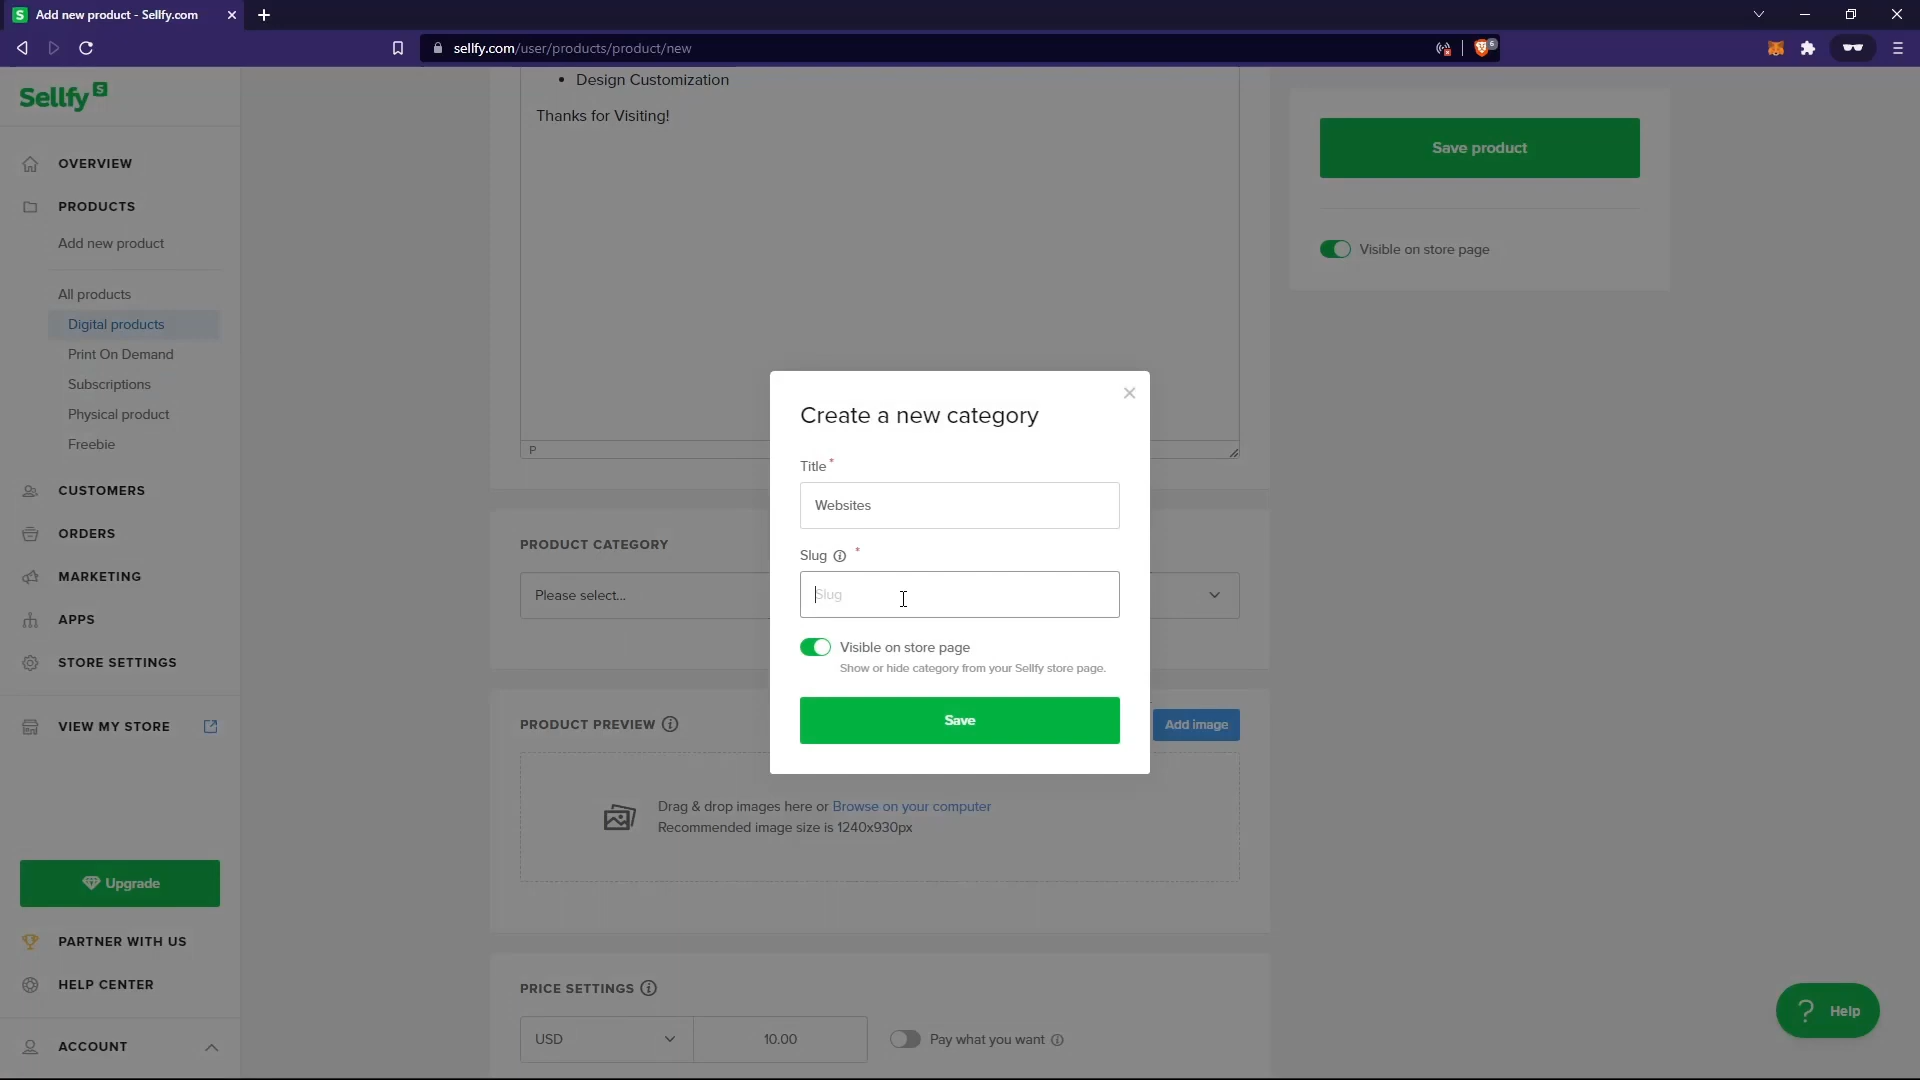 Add new product - Sellfy.com
sellfy.com/user/products/product/new
6
Sellfy S
OVERVIEW
PRODUCTS
Add new product
All products
Digital products
Print On Demand
Subscriptions
Physical product
Freebie
CUSTOMERS
ORDERS
MARKETING
APPS
STORE SETTINGS
VIEW MY STORE
Upgrade
PARTNER WITH US
HELP CENTER
ACCOUNT
• Design Customization
Thanks for Visiting!
P
PRODUCT CATEGORY
Please select...
PRODUCT PREVIEW
Add image
Drag & drop images here or Browse on your computer
Recommended image size is 1240x930px
PRICE SETTINGS
USD
10.00
Pay what you want
Create a new category
Title *
Websites
Slug *
Slug
Visible on store page
Show or hide category from your Sellfy store page.
Save
Save product
Visible on store page
? Help